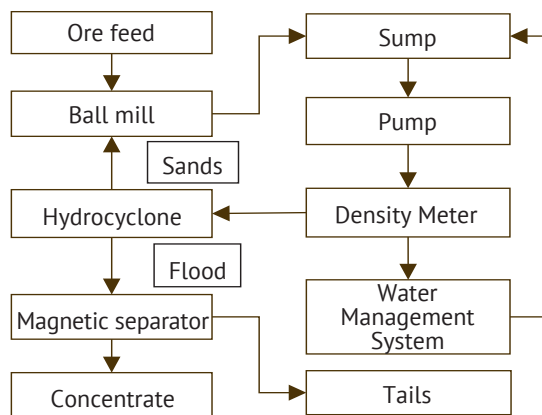 Ore feed
Sump
Ball mill
Pump
Sands
Hydrocyclone
Density Meter
Flood
Magnetic separator
Water
Management
System
Concentrate
Tails